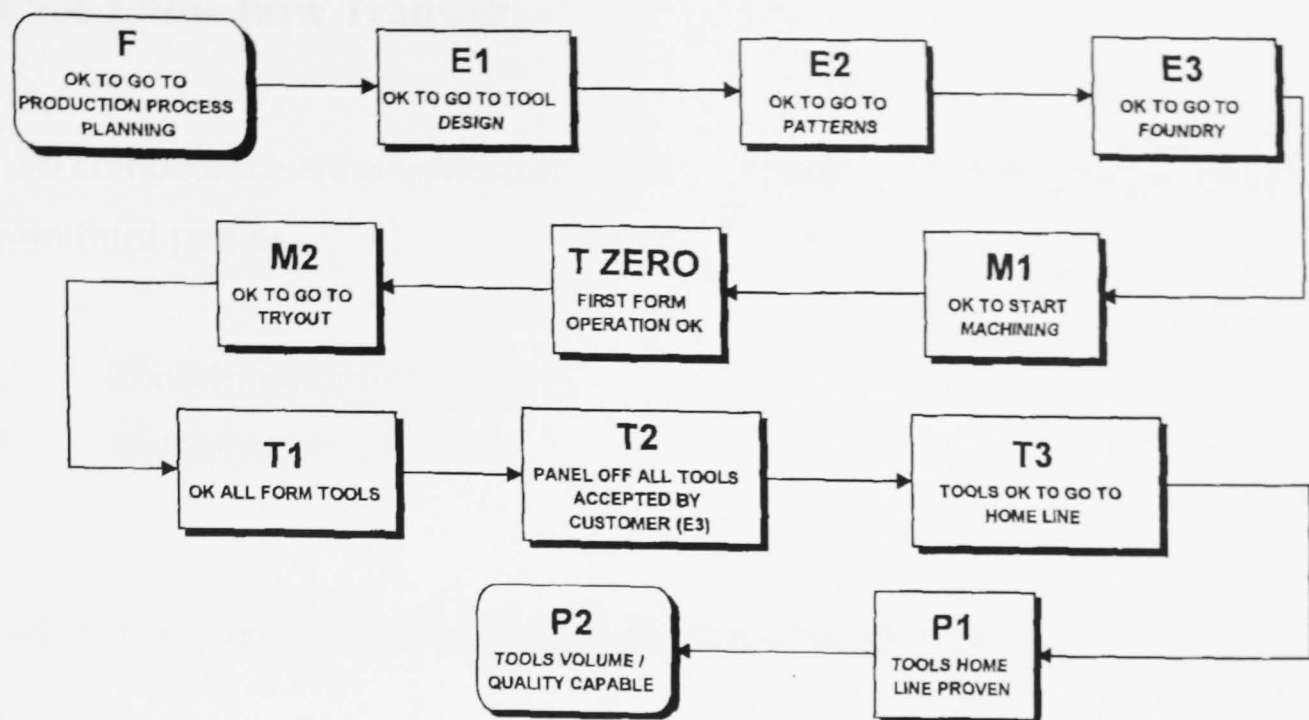 F
OK TO GO TO
PRODUCTION PROCESS
PLANNING
E1
OK TO GO TO TOOL
DESIGN
E2
OK TO GO TO
PATTERNS
E3
OK TO GO TO
FOUNDRY
M2
OK TO GO TO
TRYOUT
T ZERO
FIRST FORM
OPERATION OK
M1
OK TO START
MACHINING
T1
OK ALL FORM TOOLS
T2
PANEL OFF ALL TOOLS
ACCEPTED BY
CUSTOMER (E3)
T3
TOOLS OK TO GO TO
HOME LINE
P2
TOOLS VOLUME /
QUALITY CAPABLE
P1
TOOLS HOME
LINE PROVEN